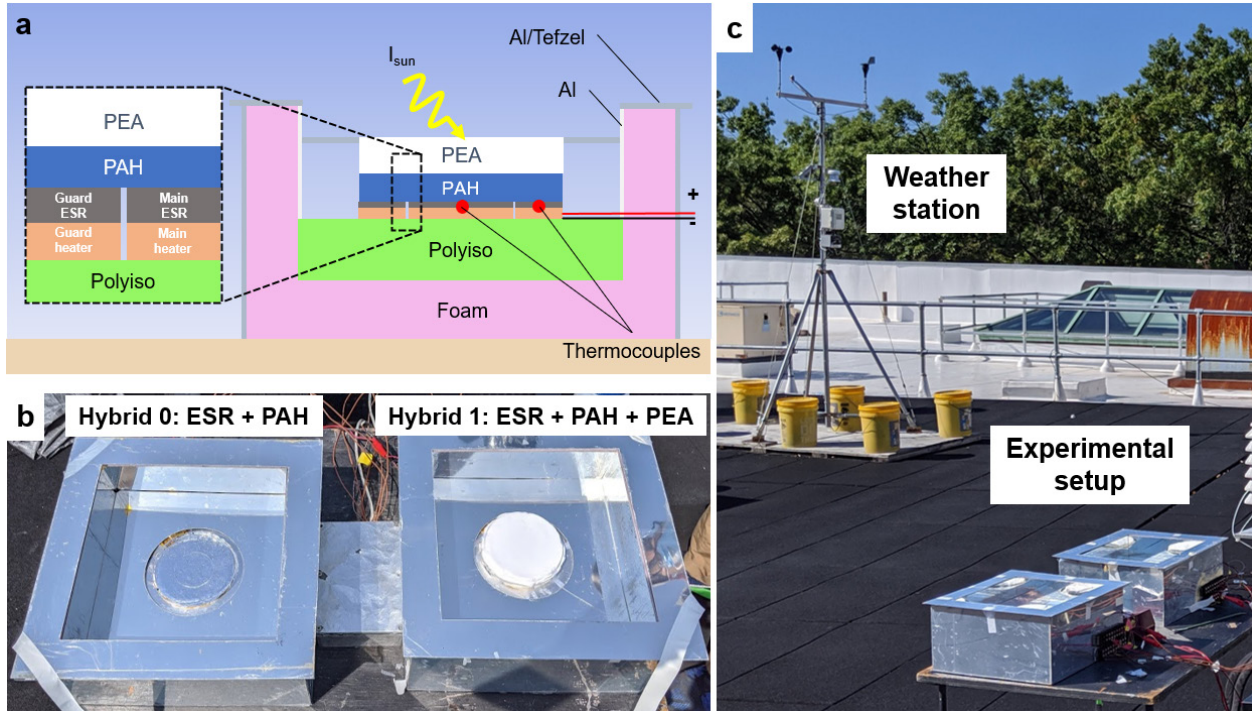 a
Al/Tefzel
Isun
Al
PEA
PEA
PAH
PAH
Guard
ESR
Main
ESR
+
-
Guard
heater
Main
heater
Polyiso
Polyiso
Foam
Thermocouples
b
Hybrid 0: ESR + PAH
Hybrid 1: ESR + PAH + PEA
c
Weather
station
Experimental
setup